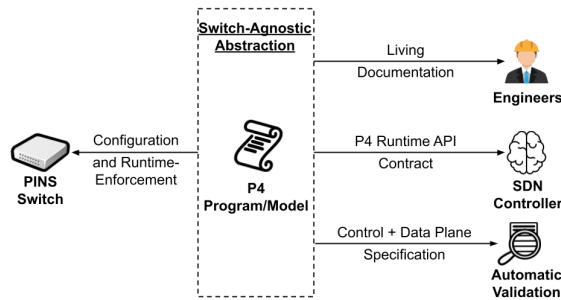 Switch-Agnostic
Abstraction
Living
Documentation
Engineers
Configuration
and Runtime-
Enforcement
PINS
Switch
P4
Program/Model
P4 Runtime API
Contract
SDN
Controller
Control + Data Plane
Specification
Automatic
Validation